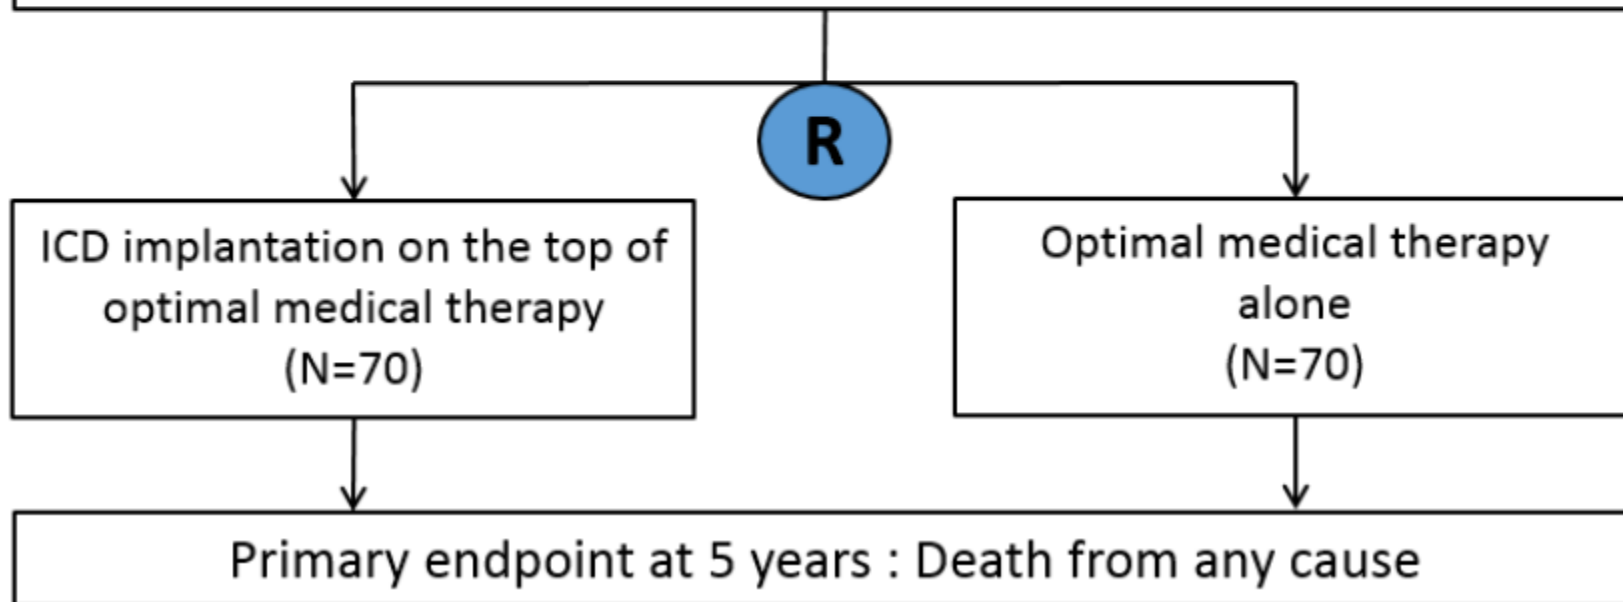 R
ICD implantation on the top of
optimal medical therapy
(N=70)
Optimal medical therapy
alone
(N=70)
Primary endpoint at 5 years : Death from any cause